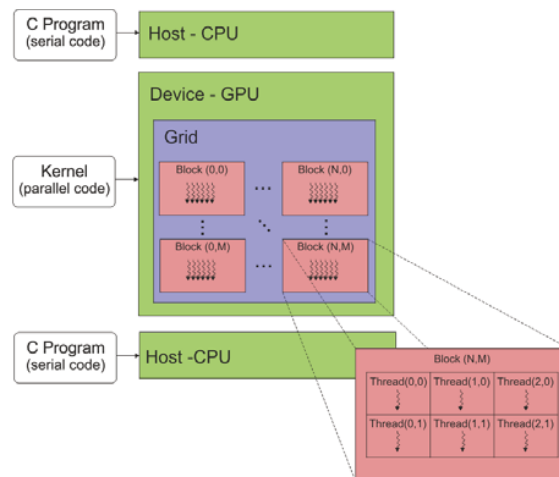 C Program
(serial code)
Host - CPU
Device - GPU
Grid
Kernel
(parallel code)
Block (0,0)
...
Block (N,0)
Block (0,M)
...
Block (N,M)
C Program
(serial code)
Host -CPU
Block (N,M)
Thread(0,0) Thread(1,0) Thread(2,0)
Thread(0,1) Thread(1,1) Thread(2,1)